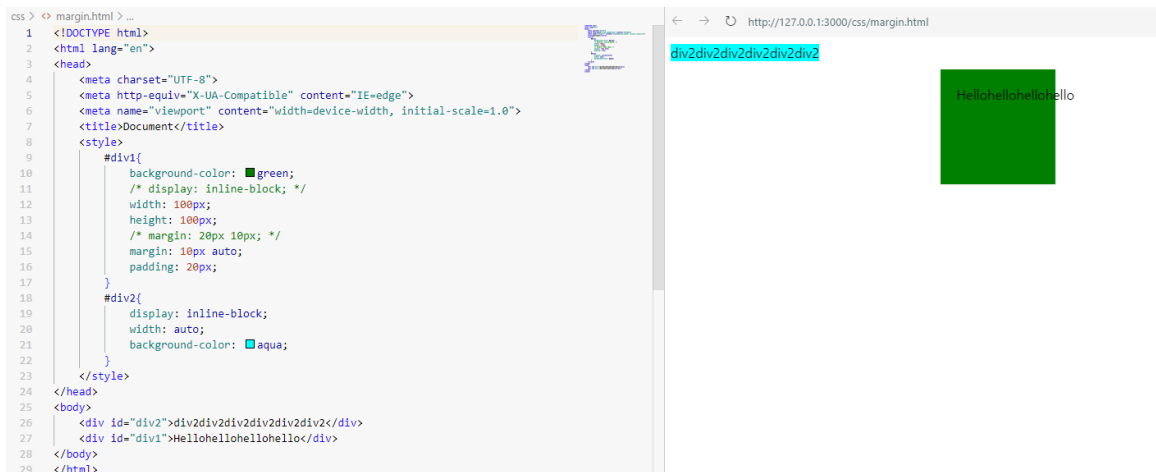 css > margin.html > ...
1 <!DOCTYPE html>
2 <html lang="en">
3 <head>
4 <meta charset="UTF-8">
5 <meta http-equiv="X-UA-Compatible" content="IE=edge">
6 <meta name="viewport" content="width=device-width, initial-scale=1.0">
7 <title>Document</title>
8 <style>
9 #div1{
10 background-color: green;
11 /* display: inline-block; */
12 width: 100px;
13 height: 100px;
14 /* margin: 20px 10px; */
15 margin: 10px auto;
16 padding: 20px;
17 }
18 #div2{
19 display: inline-block;
20 width: auto;
21 background-color: aqua;
22 }
23 </style>
24 </head>
25 <body>
26 <div id="div2">div2div2div2div2div2div2</div>
27 <div id="div1">Hellohellohellohello</div>
28 </body>
29 </html>
http://127.0.0.1:3000/css/margin.html
div2div2div2div2div2div2
Hellohellohellohello